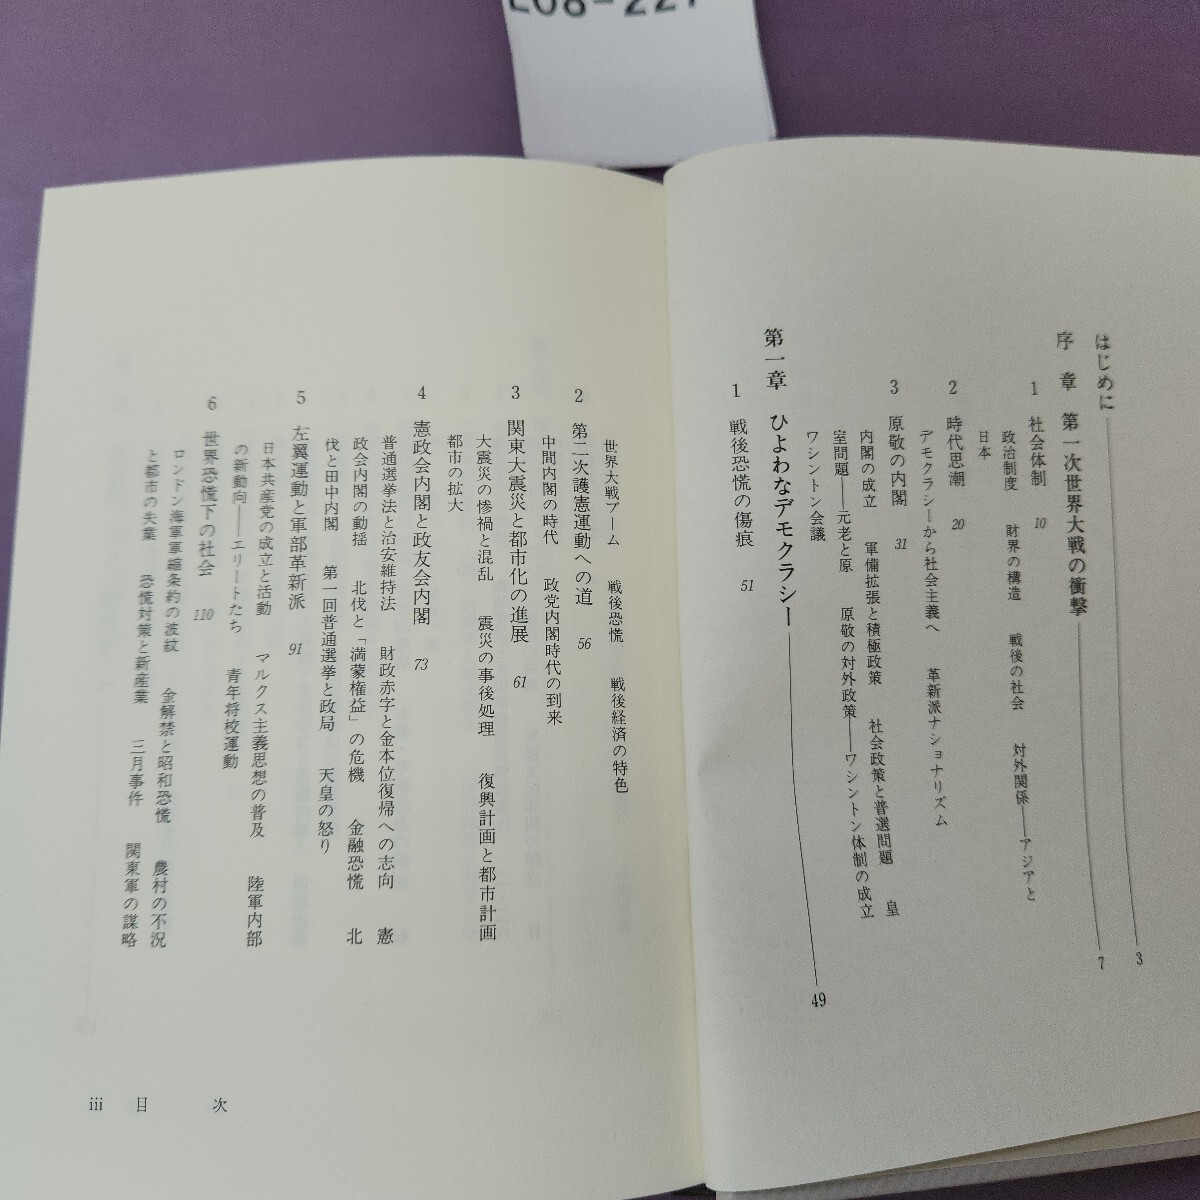 はじめに 3
序章 第一次世界大戦の衝撃 7
1 社会体制 10
政治制度 財界の構造 戦後の社会 対外関係――アジアと
日本
2 時代思潮 20
デモクラシーから社会主義へ 革新派ナショナリズム
3 原敬の内閣 31
内閣の成立 軍備拡張と積極政策 社会政策と普選問題 皇
室問題――元老と原 原敬の対外政策――ワシントン体制の成立
ワシントン会議
第一章 ひよわなデモクラシー 49
1 戦後恐慌の傷痕 51
世界大戦ブーム 戦後恐慌 戦後経済の特色
2 第二次護憲運動への道 56
中間内閣の時代 政党内閣時代の到来
3 関東大震災と都市化の進展 61
大震災の惨禍と混乱 震災の事後処理 復興計画と都市計画
都市の拡大
4 憲政会内閣と政友会内閣 73
普通選挙法と治安維持法 財政赤字と金本位復帰への志向 憲
政会内閣の動揺 北伐と「満蒙権益」の危機 金融恐慌 北
伐と田中内閣 第一回普通選挙と政局 天皇の怒り
5 左翼運動と軍部革新派 91
日本共産党の成立と活動 マルクス主義思想の普及 陸軍内部
の新動向――エリートたち 青年将校運動
6 世界恐慌下の社会 110
ロンドン海軍軍縮条約の波紋 金解禁と昭和恐慌 農村の不況
と都市の失業 恐慌対策と新産業 三月事件 関東軍の謀略
iii 目 次